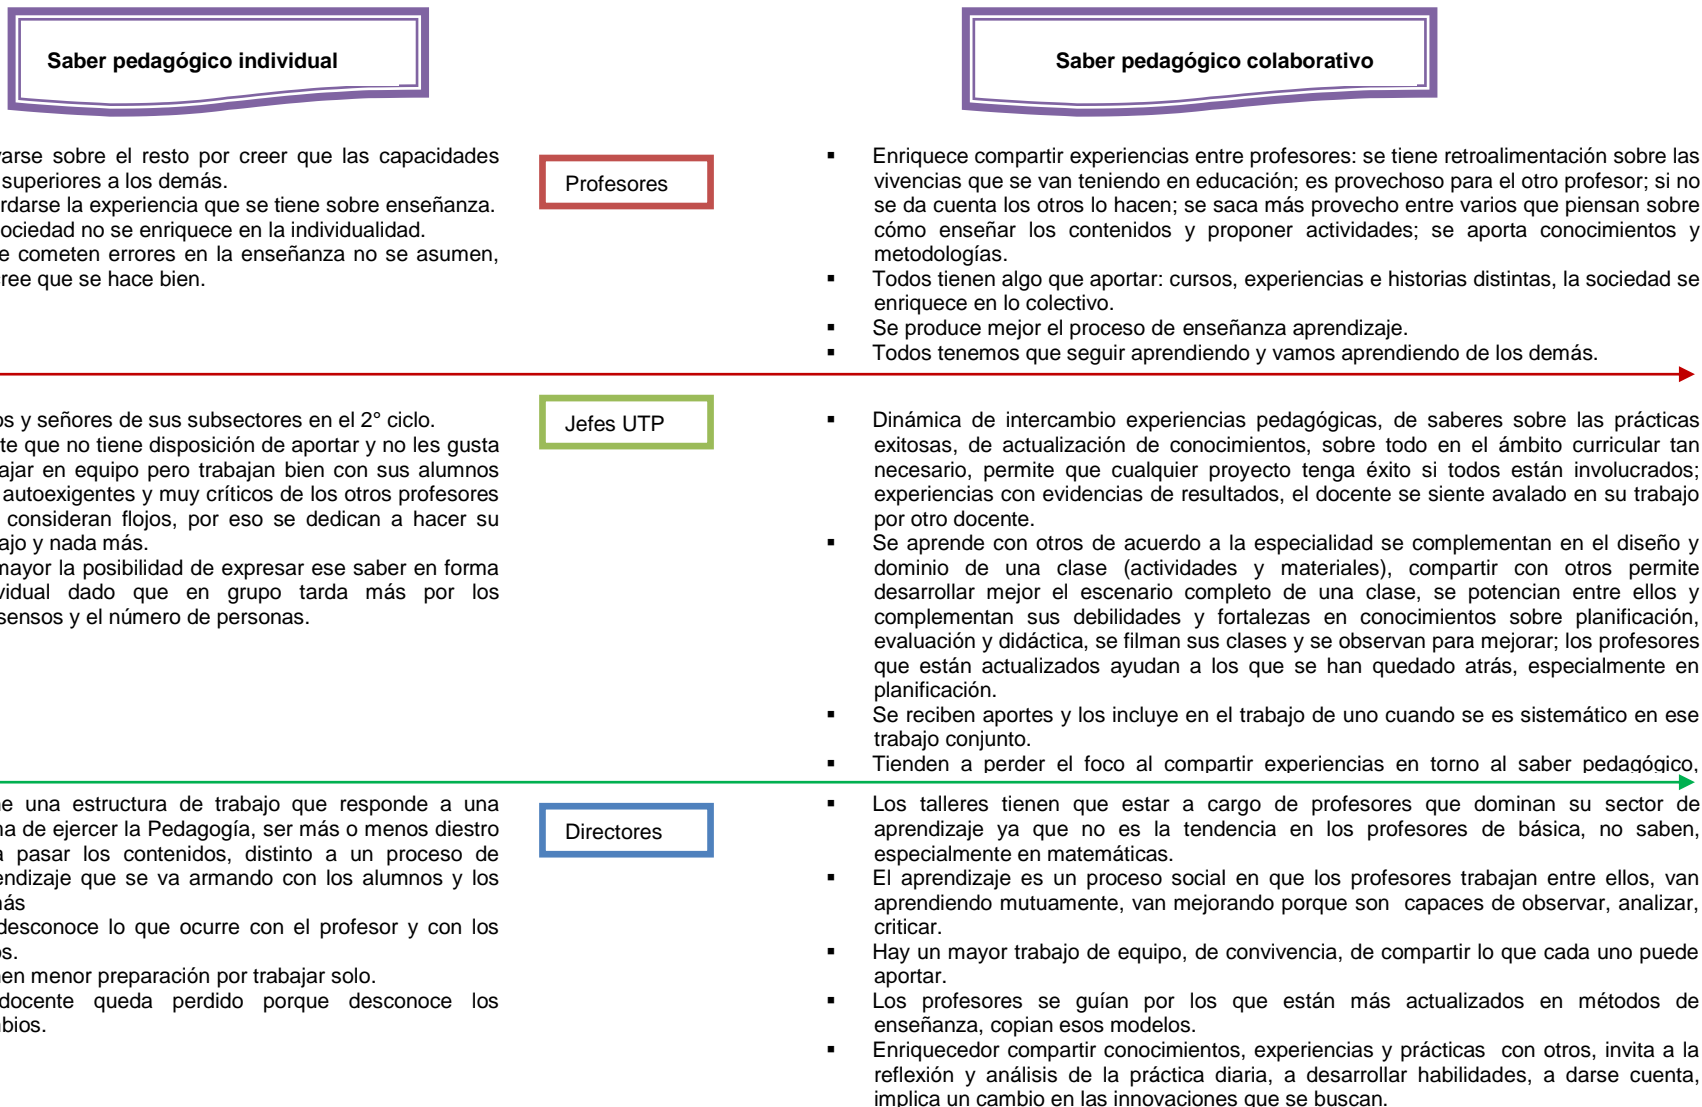 Saber pedagógico individual
Saber pedagógico colaborativo
arse sobre el resto por creer que las capacidades
superiores a los demás.
rdarse la experiencia que se tiene sobre enseñanza.
ociedad no se enriquece en la individualidad.
e cometen errores en la enseñanza no se asumen,
ree que se hace bien.
Profesores
▪ Enriquece compartir experiencias entre profesores: se tiene retroalimentación sobre las
vivencias que se van teniendo en educación; es provechoso para el otro profesor; si no
se da cuenta los otros lo hacen; se saca más provecho entre varios que piensan sobre
cómo enseñar los contenidos y proponer actividades; se aporta conocimientos y
metodologías.
▪ Todos tienen algo que aportar: cursos, experiencias e historias distintas, la sociedad se
enriquece en lo colectivo.
▪ Se produce mejor el proceso de enseñanza aprendizaje.
▪ Todos tenemos que seguir aprendiendo y vamos aprendiendo de los demás.
os y señores de sus subsectores en el 2° ciclo.
te que no tiene disposición de aportar y no les gusta
ajar en equipo pero trabajan bien con sus alumnos
autoexigentes y muy críticos de los otros profesores
consideran flojos, por eso se dedican a hacer su
ajo y nada más.
mayor la posibilidad de expresar ese saber en forma
vidual dado que en grupo tarda más por los
sensos y el número de personas.
Jefes UTP
▪ Dinámica de intercambio experiencias pedagógicas, de saberes sobre las prácticas
exitosas, de actualización de conocimientos, sobre todo en el ámbito curricular tan
necesario, permite que cualquier proyecto tenga éxito si todos están involucrados;
experiencias con evidencias de resultados, el docente se siente avalado en su trabajo
por otro docente.
▪ Se aprende con otros de acuerdo a la especialidad se complementan en el diseño y
dominio de una clase (actividades y materiales), compartir con otros permite
desarrollar mejor el escenario completo de una clase, se potencian entre ellos y
complementan sus debilidades y fortalezas en conocimientos sobre planificación,
evaluación y didáctica, se filman sus clases y se observan para mejorar; los profesores
que están actualizados ayudan a los que se han quedado atrás, especialmente en
planificación.
▪ Se reciben aportes y los incluye en el trabajo de uno cuando se es sistemático en ese
trabajo conjunto.
▪ Tienden a perder el foco al compartir experiencias en torno al saber pedagógico,
ne una estructura de trabajo que responde a una
ma de ejercer la Pedagogía, ser más o menos diestro
a pasar los contenidos, distinto a un proceso de
endizaje que se va armando con los alumnos y los
nás
desconoce lo que ocurre con el profesor y con los
os.
nen menor preparación por trabajar solo.
docente queda perdido porque desconoce los
nbios.
Directores
▪ Los talleres tienen que estar a cargo de profesores que dominan su sector de
aprendizaje ya que no es la tendencia en los profesores de básica, no saben,
especialmente en matemáticas.
▪ El aprendizaje es un proceso social en que los profesores trabajan entre ellos, van
aprendiendo mutuamente, van mejorando porque son capaces de observar, analizar,
criticar.
▪ Hay un mayor trabajo de equipo, de convivencia, de compartir lo que cada uno puede
aportar.
▪ Los profesores se guían por los que están más actualizados en métodos de
enseñanza, copian esos modelos.
▪ Enriquecedor compartir conocimientos, experiencias y prácticas con otros, invita a la
reflexión y análisis de la práctica diaria, a desarrollar habilidades, a darse cuenta,
implica un cambio en las innovaciones que se buscan.